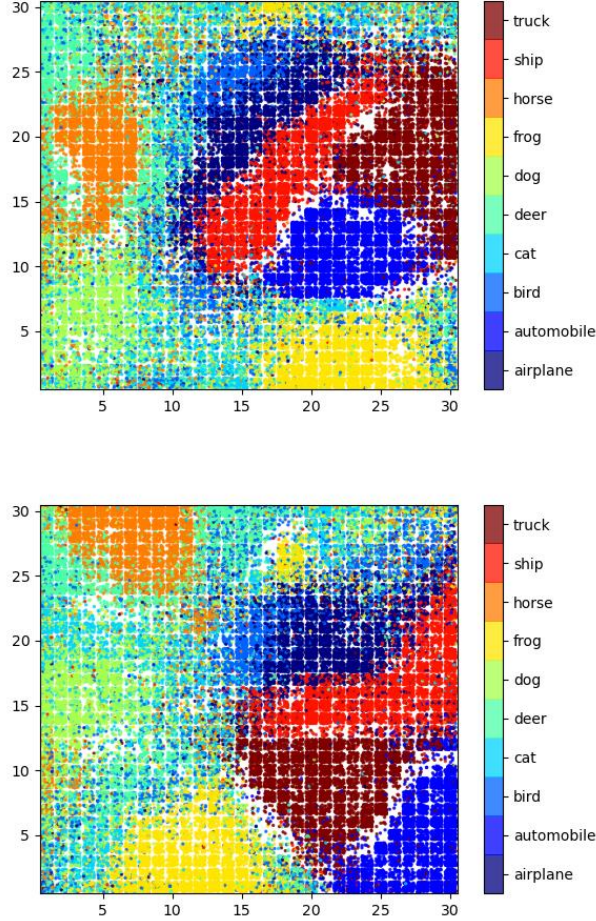 30
25
20
15
10
5
5 10 15 20 25 30
truck
ship
horse
frog
dog
deer
cat
bird
automobile
airplane
30
25
20
15
10
5
5 10 15 20 25 30
truck
ship
horse
frog
dog
deer
cat
bird
automobile
airplane